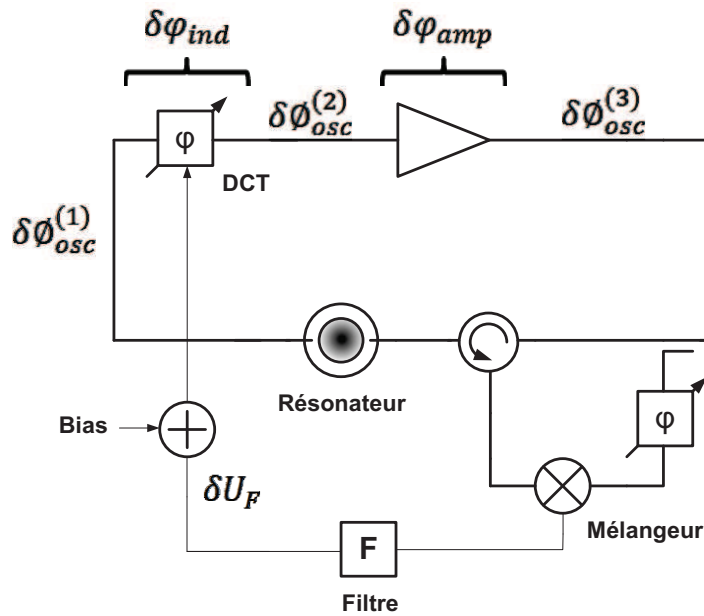 δφ_ind
δφ_amp
φ
δϕ_osc^(2)
δϕ_osc^(3)
DCT
δϕ_osc^(1)
Résonateur
φ
Bias
δU_F
Mélangeur
F
Filtre